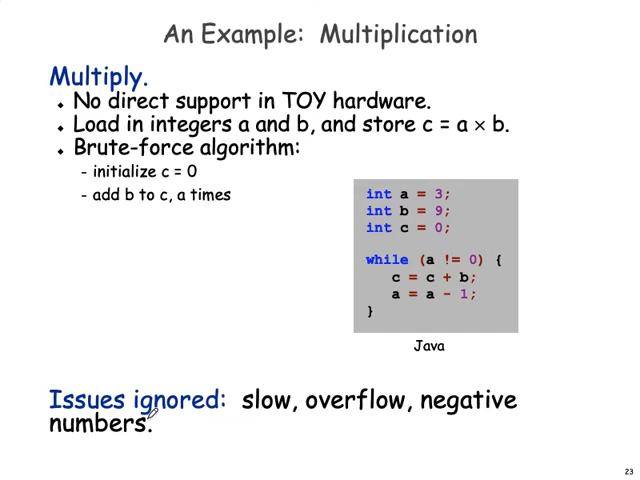 An Example: Multiplication
Multiply.
No direct support in TOY hardware.
Load in integers a and b, and store c = a × b.
Brute-force algorithm:
- initialize c = 0
- add b to c, a times
int a = 3;
int b = 9;
int c = 0;
while (a != 0) {
c = c + b;
a = a - 1;
}
Java
Issues ignored: slow, overflow, negative
numbers.
23